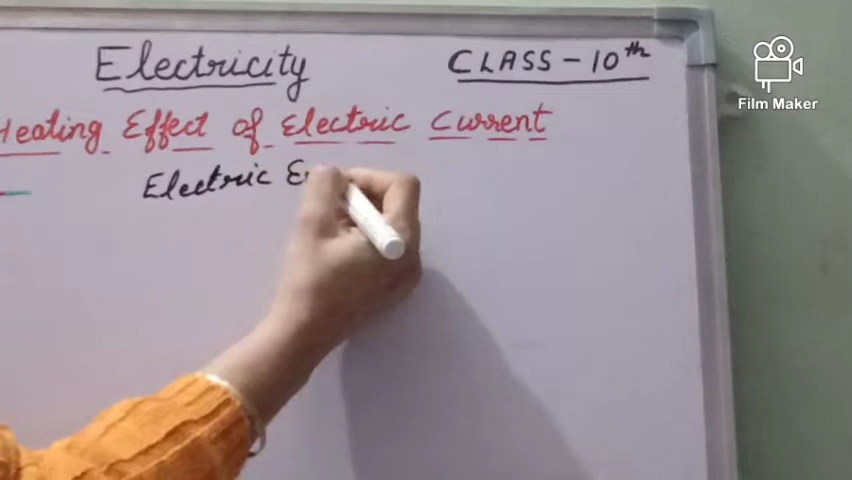 Electricity
CLASS - 10th
Heating Effect of Electric Current
Electric
Film Maker